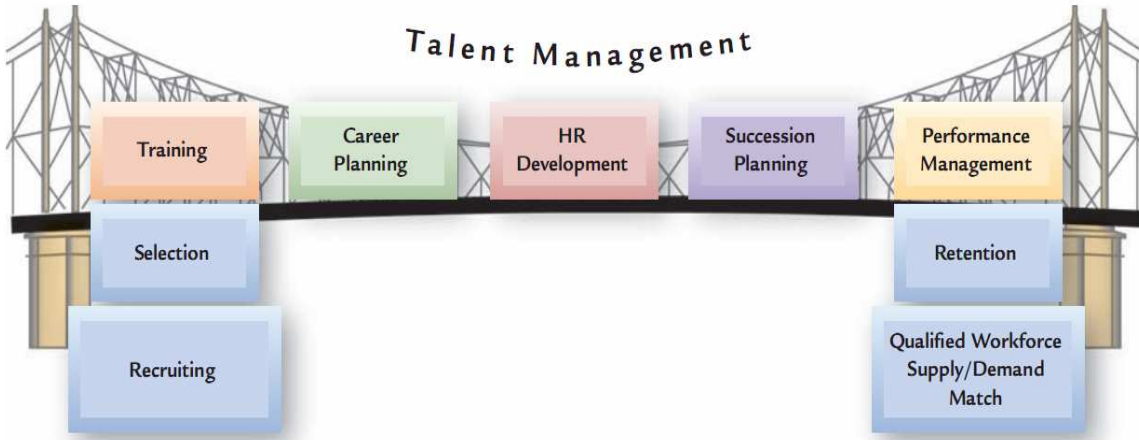 Talent Management
Training
Career
Planning
HR
Development
Succession
Planning
Performance
Management
Selection
Retention
Recruiting
Qualified Workforce
Supply/Demand
Match